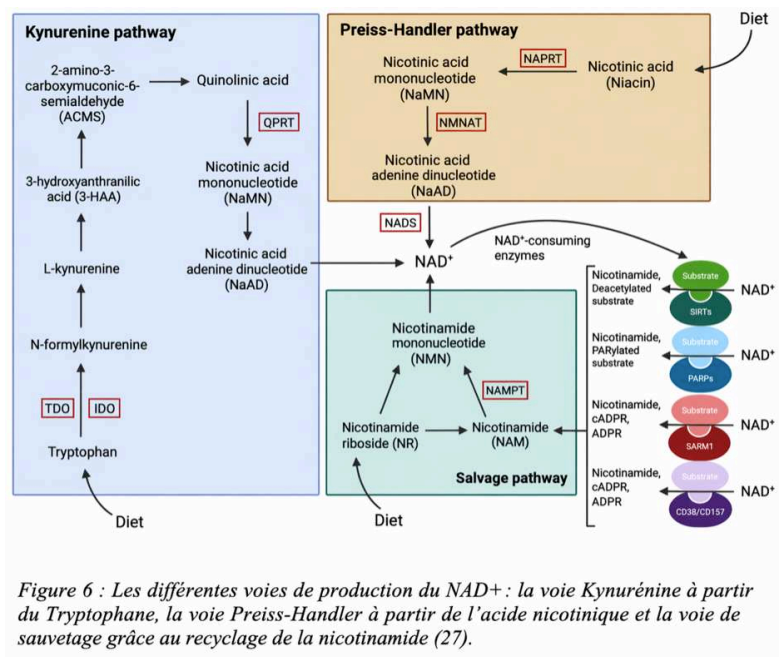 Kynurenine pathway
2-amino-3-
carboxymuconic-6-
semialdehyde
(ACMS)
Quinolinic acid
QPRT
3-hydroxyanthranilic
acid (3-HAA)
Nicotinic acid
mononucleotide
(NaMN)
L-kynurenine
Nicotinic acid
adenine dinucleotide
(NaAD)
N-formylkynurenine
TDO
IDO
Tryptophan
Diet
Preiss-Handler pathway
Diet
Nicotinic acid
mononucleotide
(NaMN)
NAPRT
Nicotinic acid
(Niacin)
NMNAT
Nicotinic acid
adenine dinucleotide
(NaAD)
NADS
NAD⁺
NAD⁺-consuming
enzymes
Nicotinamide
mononucleotide
(NMN)
NAMPT
Nicotinamide
riboside (NR)
Nicotinamide
(NAM)
Salvage pathway
Diet
Nicotinamide,
Deacetylated
substrate
Substrate
SIRTs
NAD⁺
Nicotinamide,
PARylated
substrate
Substrate
PARPs
NAD⁺
Nicotinamide,
cADPR,
ADPR
Substrate
SARM1
NAD⁺
Nicotinamide,
cADPR,
ADPR
Substrate
CD38/CD157
NAD⁺
Figure 6 : Les différentes voies de production du NAD+ : la voie Kynurénine à partir
du Tryptophane, la voie Preiss-Handler à partir de l’acide nicotinique et la voie de
sauvetage grâce au recyclage de la nicotinamide (27).